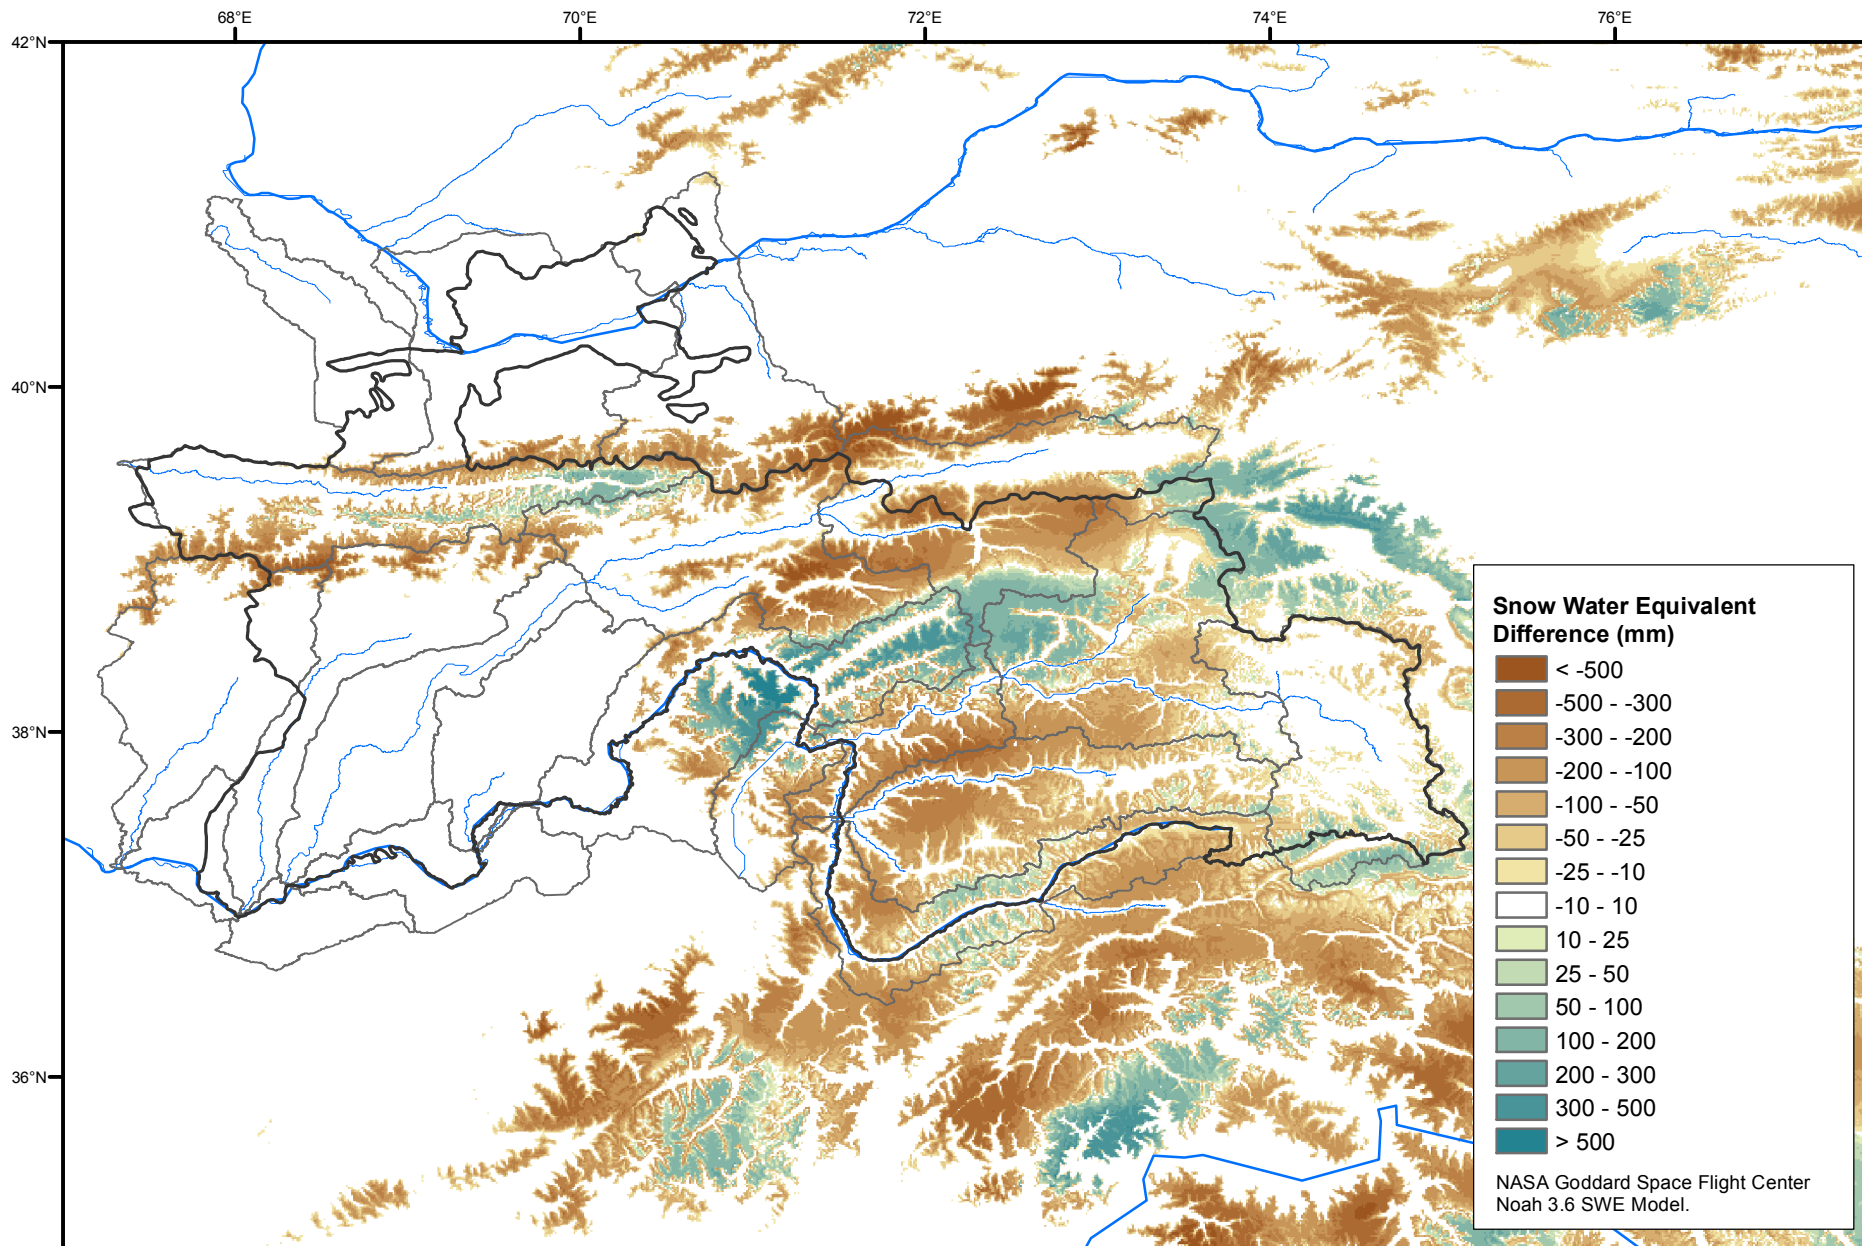 68°E
70°E
72°E
74°E
76°E
42°N
40°N
38°N
36°N
Snow Water Equivalent
Difference (mm)
< -500
-500 - -300
-300 - -200
-200 - -100
-100 - -50
-50 - -25
-25 - -10
-10 - 10
10 - 25
25 - 50
50 - 100
100 - 200
200 - 300
300 - 500
> 500
NASA Goddard Space Flight Center
Noah 3.6 SWE Model.